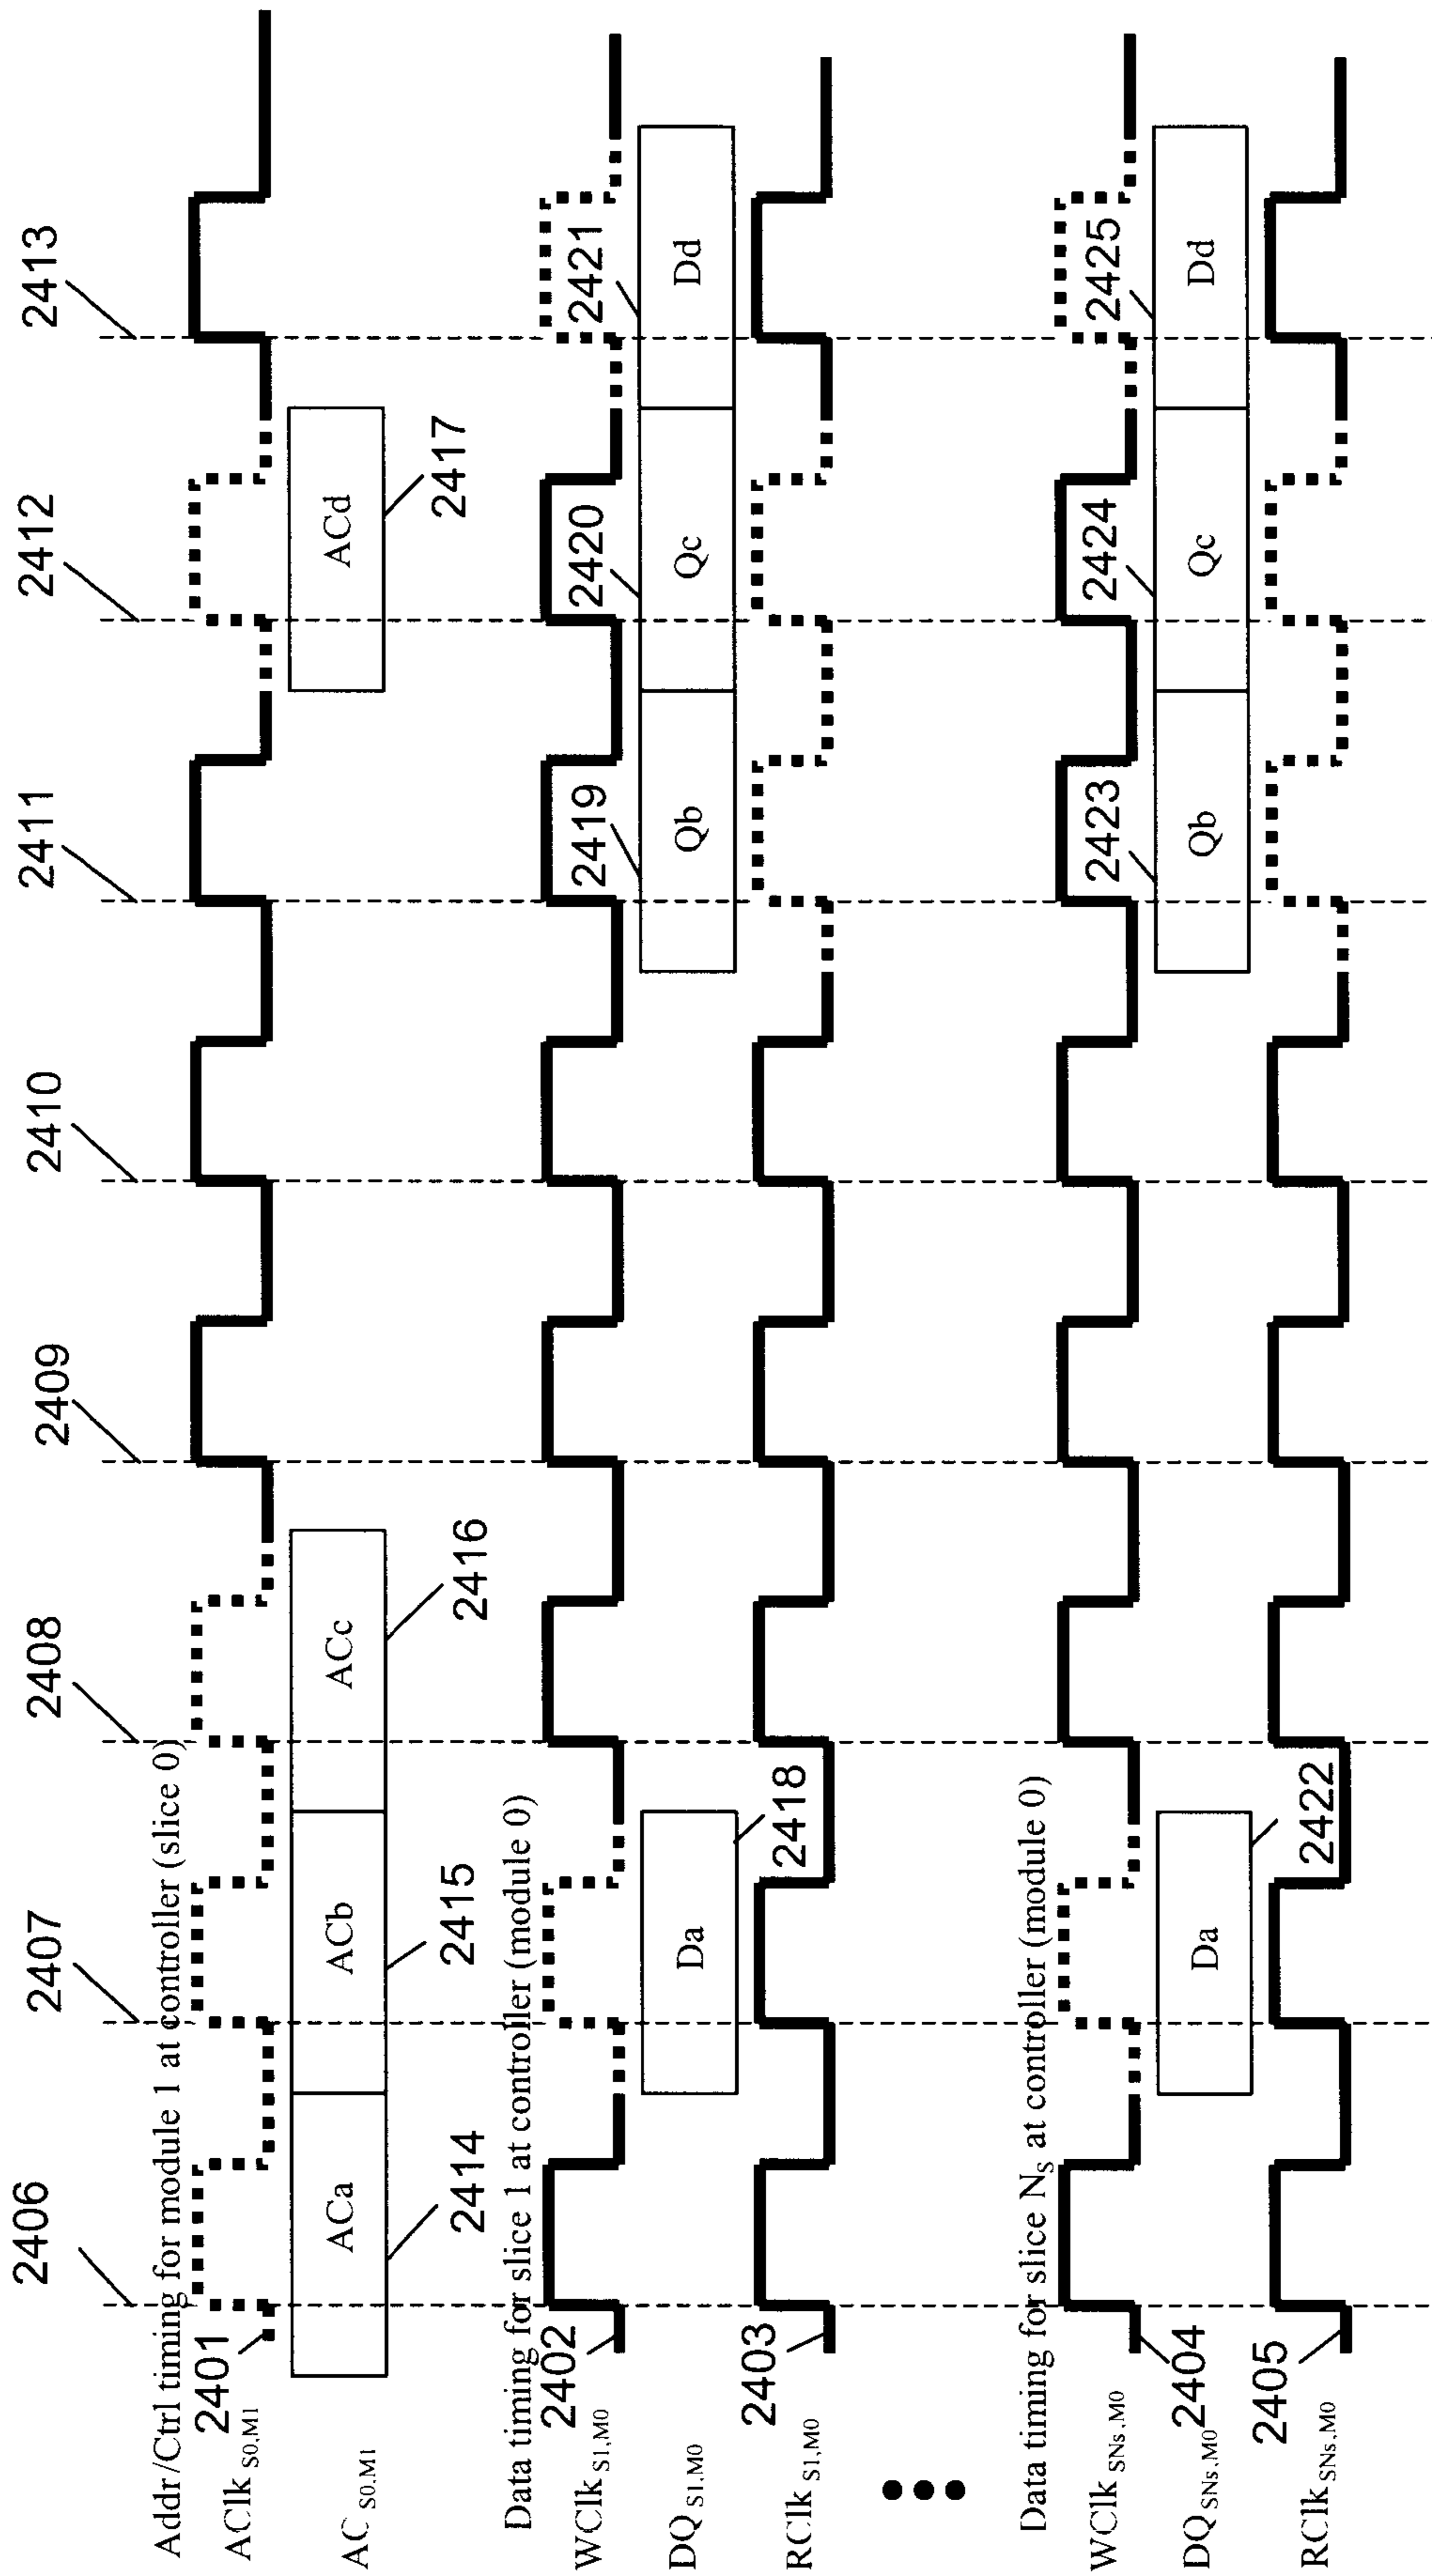 2406 2407 2408 2409 2410 2411 2412 2413
Addr/Ctrl timing for module 1 at controller (slice 0)
AClk S0,M1 2401
AC S0,M1 ACa ACb ACc ACd
2414 2415 2416 2417
Data timing for slice 1 at controller (module 0)
WClk S1,M0 2402
2419 2420 2421
DQ S1,M0 Da Qb Qc Dd
2418
RClk S1,M0 2403
Data timing for slice NS at controller (module 0)
WClk SNs,M0 2404
2423 2424 2425
DQ SNs,M0 Da Qb Qc Dd
2422
RClk SNs,M0 2405